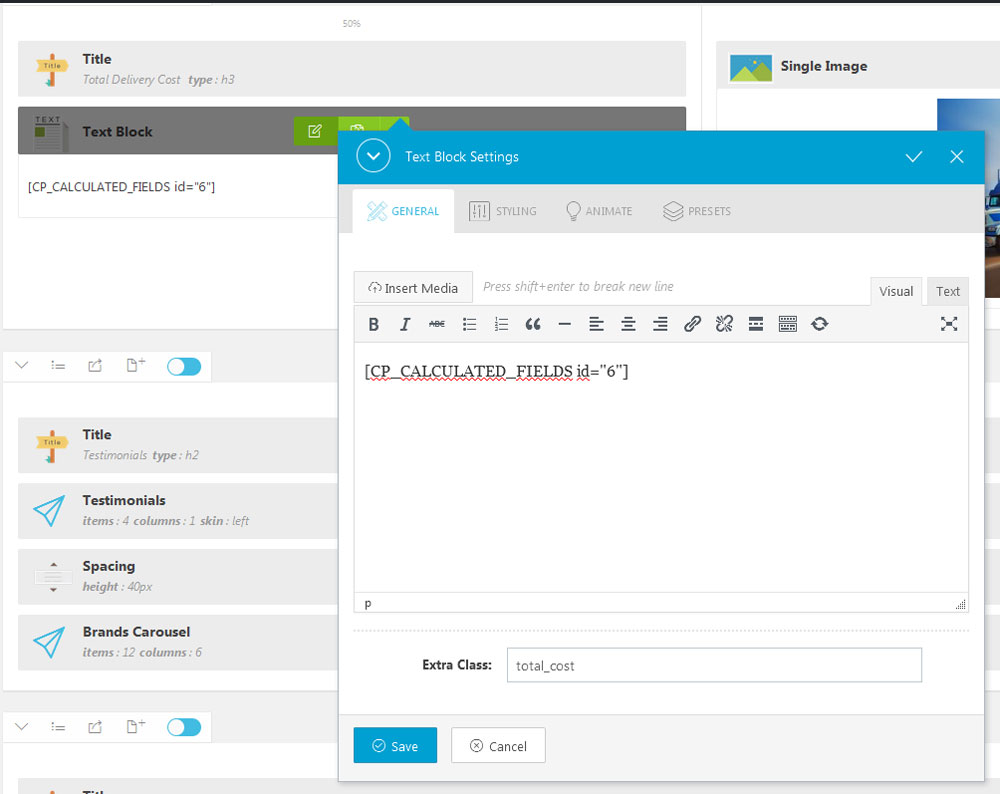 50%
Title
Total Delivery Cost type : h3
TEXT
Text Block
[CP_CALCULATED_FIELDS id="6"]
Single Image
Text Block Settings
GENERAL STYLING ANIMATE PRESETS
Insert Media Press shift+enter to break new line Visual Text
B I ABC
[CP_CALCULATED_FIELDS id="6"]
p
Extra Class: total_cost
Save Cancel
Title
Title
Testimonials type : h2
Title
Testimonials
items : 4 columns : 1 skin : left
Spacing
height : 40px
Brands Carousel
items : 12 columns : 6
Title